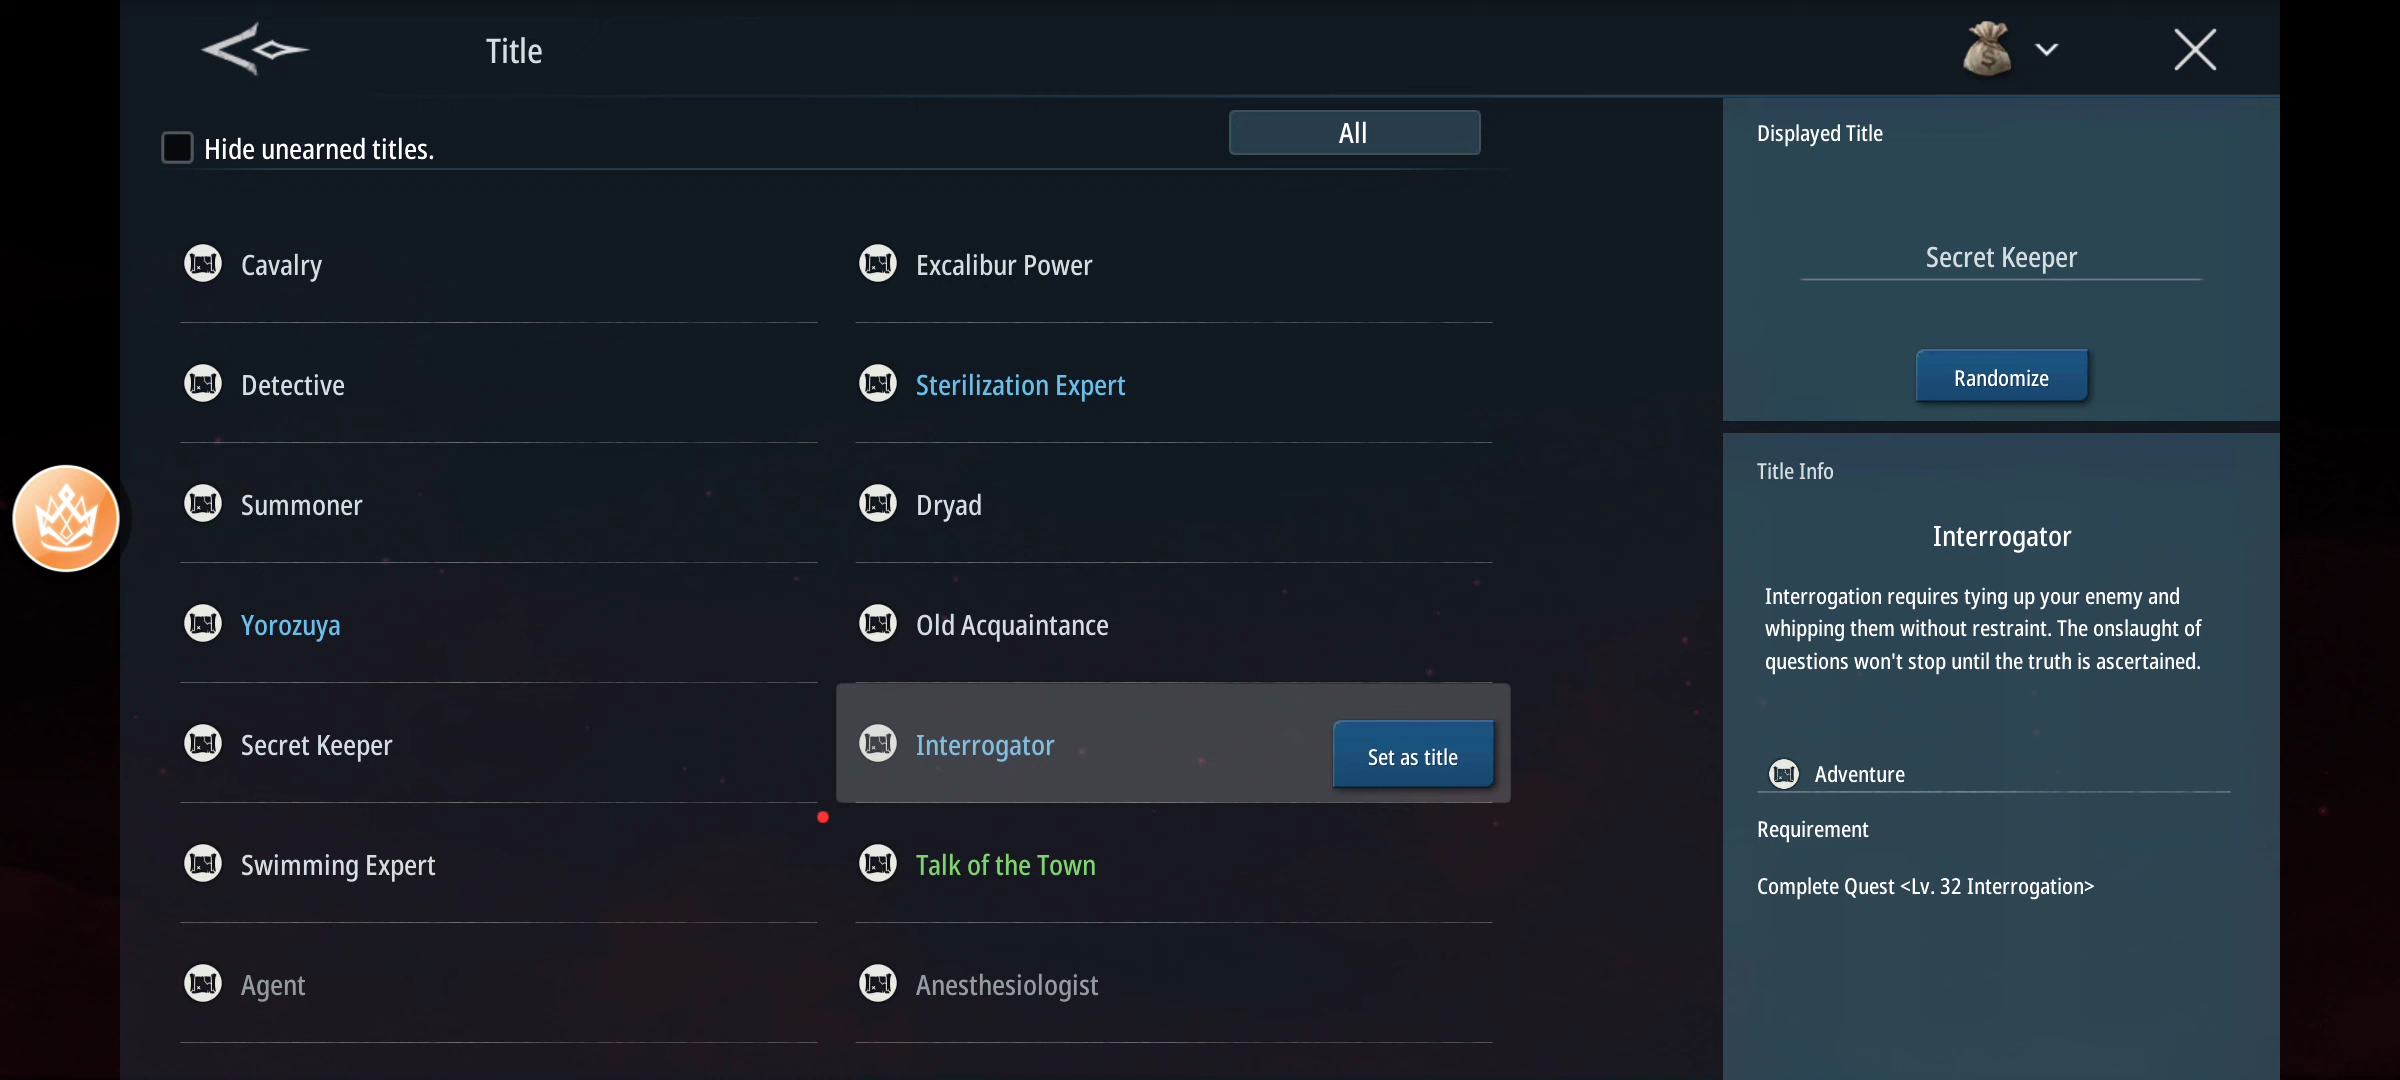 Title
Hide unearned titles.
All
Cavalry
Excalibur Power
Detective
Sterilization Expert
Summoner
Dryad
Yorozuya
Old Acquaintance
Secret Keeper
Interrogator
Set as title
Swimming Expert
Talk of the Town
Agent
Anesthesiologist
Displayed Title
Secret Keeper
Randomize
Title Info
Interrogator
Interrogation requires tying up your enemy and
whipping them without restraint. The onslaught of
questions won't stop until the truth is ascertained.
Adventure
Requirement
Complete Quest <Lv. 32 Interrogation>